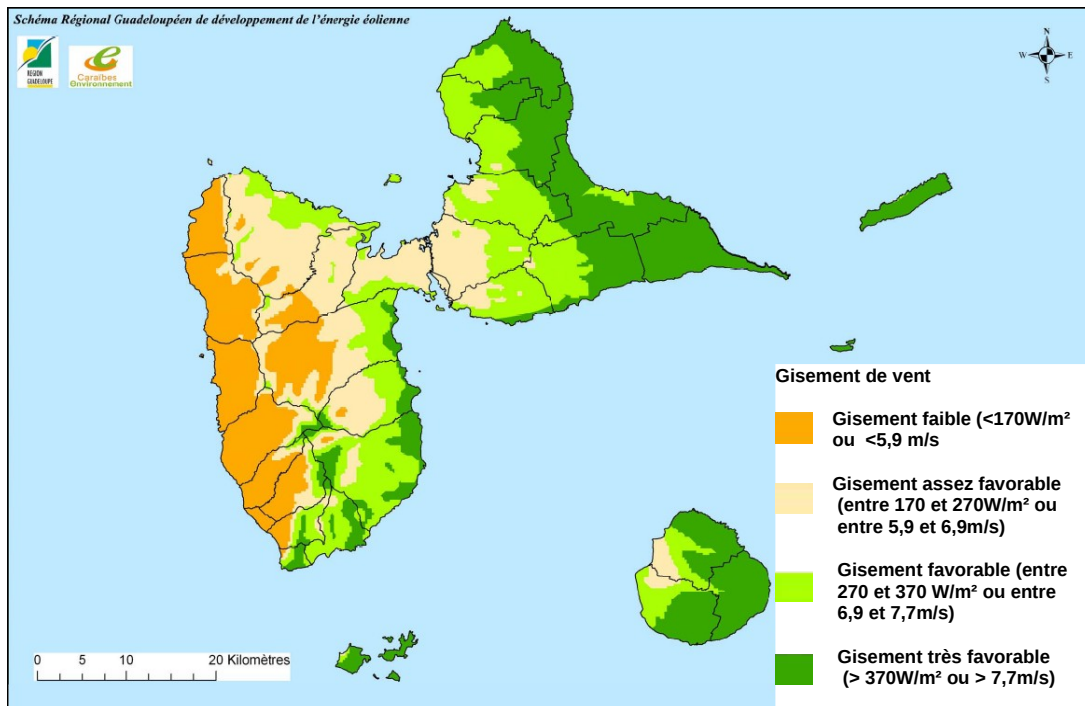 Schéma Régional Guadeloupéen de développement de l'énergie éolienne
REGION
GUADELOUPE
e
Caraïbes
environnement
N
W E
S
Gisement de vent
Gisement faible (<170W/m²
ou <5,9 m/s
Gisement assez favorable
(entre 170 et 270W/m² ou
entre 5,9 et 6,9m/s)
Gisement favorable (entre
270 et 370 W/m² ou entre
6,9 et 7,7m/s)
Gisement très favorable
(> 370W/m² ou > 7,7m/s)
0 5 10 20 Kilomètres